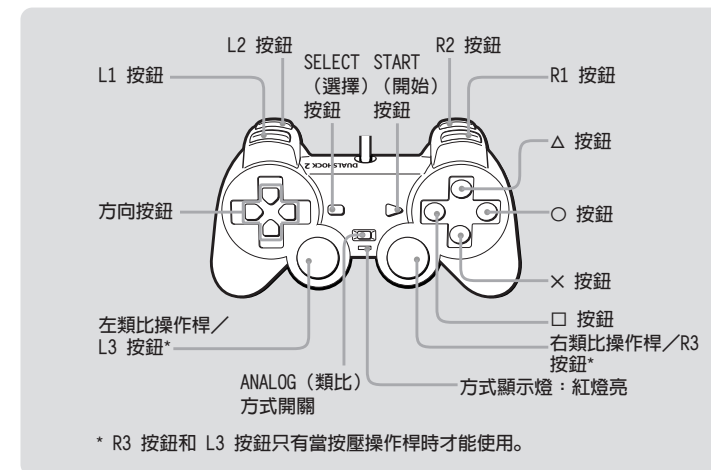 L2 按鈕
R2 按鈕
L1 按鈕
SELECT
（選擇）
按鈕
START
（開始）
按鈕
R1 按鈕
△ 按鈕
DUALSHOCK 2
方向按鈕
○ 按鈕
× 按鈕
□ 按鈕
左類比操作桿／
L3 按鈕*
右類比操作桿／R3
按鈕*
ANALOG（類比）
方式開關
方式顯示燈：紅燈亮
* R3 按鈕和 L3 按鈕只有當按壓操作桿時才能使用。